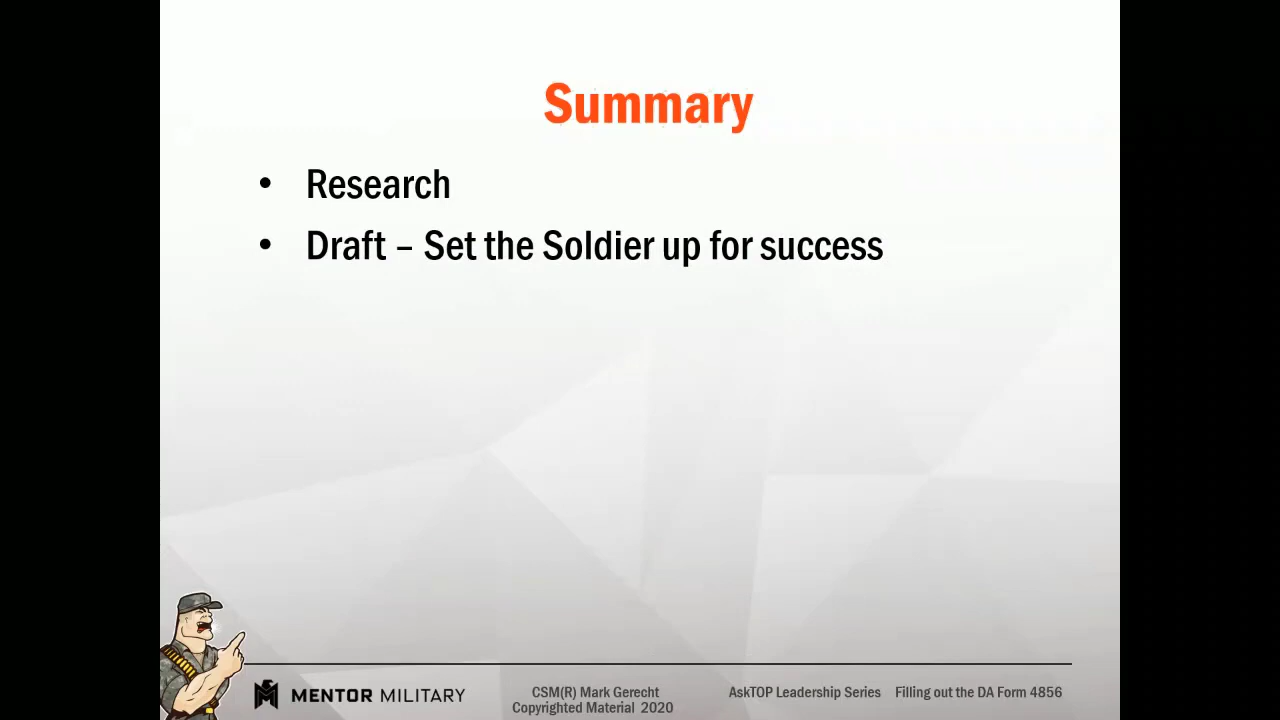 Summary
• Research
• Draft – Set the Soldier up for success
MENTOR MILITARY
CSM(R) Mark Gerecht
Copyrighted Material 2020
AskTOP Leadership Series Filling out the DA Form 4856